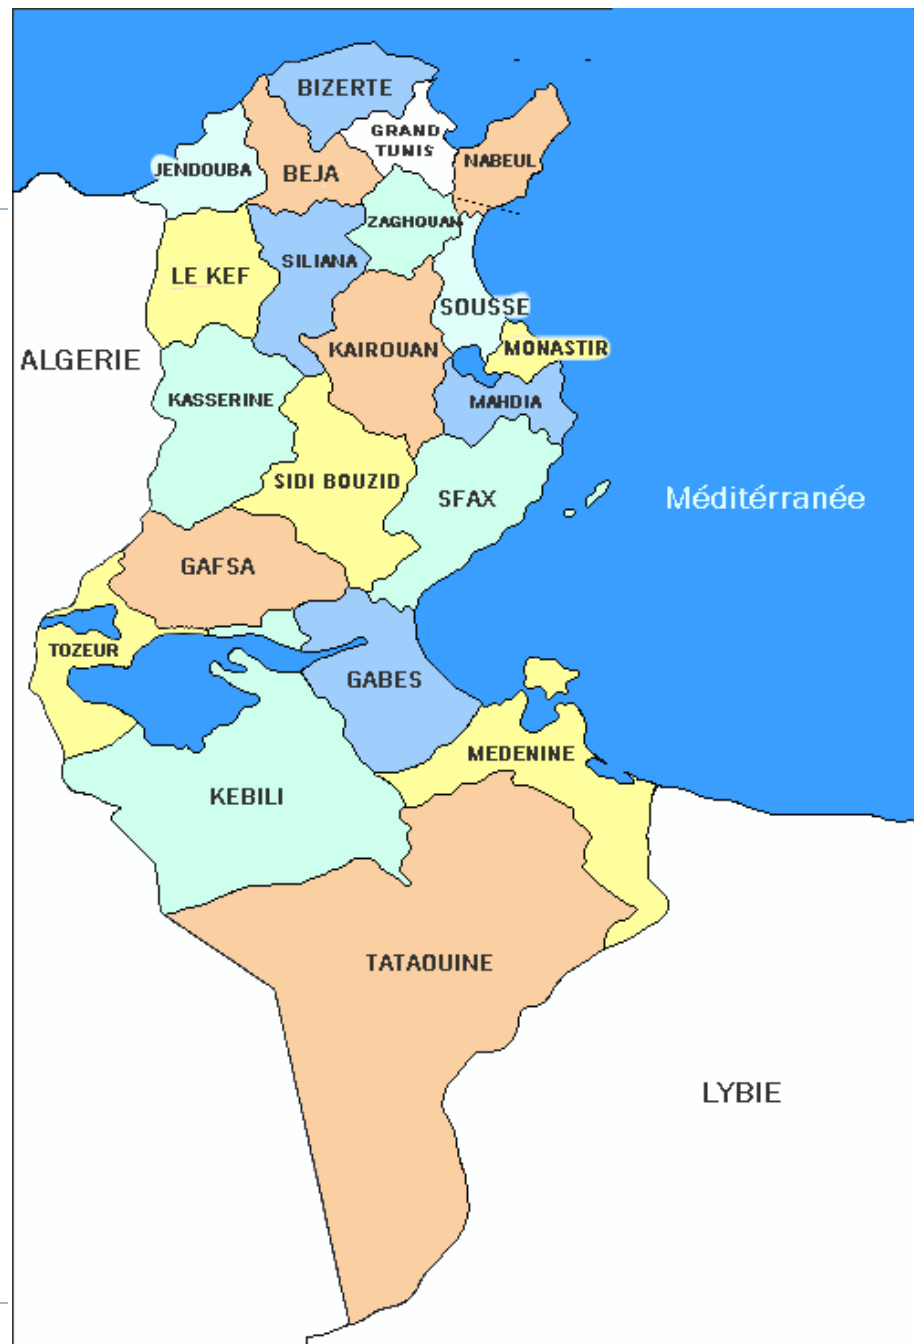 BIZERTE
GRAND
TUNIS
NABEUL
JENDOUBA
BEJA
ZAGHOUAN
SILIANA
LE KEF
SOUSSE
MONASTIR
KAIROUAN
ALGERIE
KASSERINE
MAHDIA
SIDI BOUZID
SFAX
Méditérranée
GAFSA
TOZEUR
GABES
MEDENINE
KEBILI
TATAOUINE
LYBIE